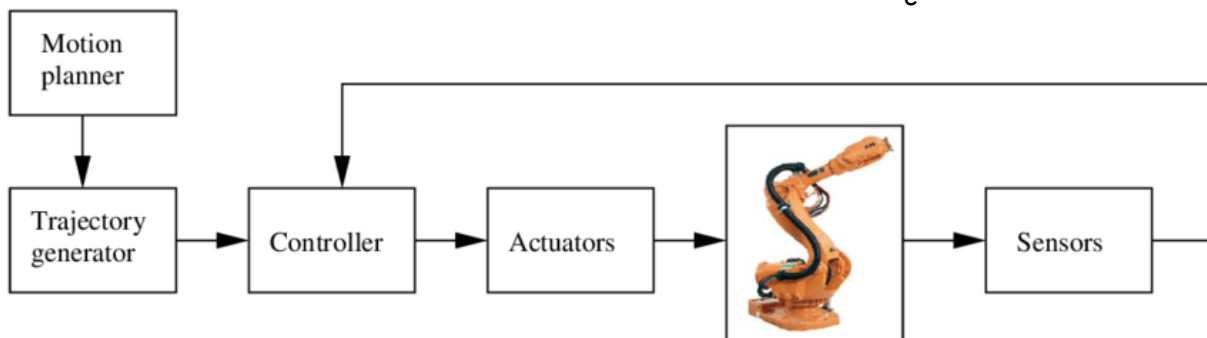 Motion
planner
Trajectory
generator
Controller
Actuators
Sensors